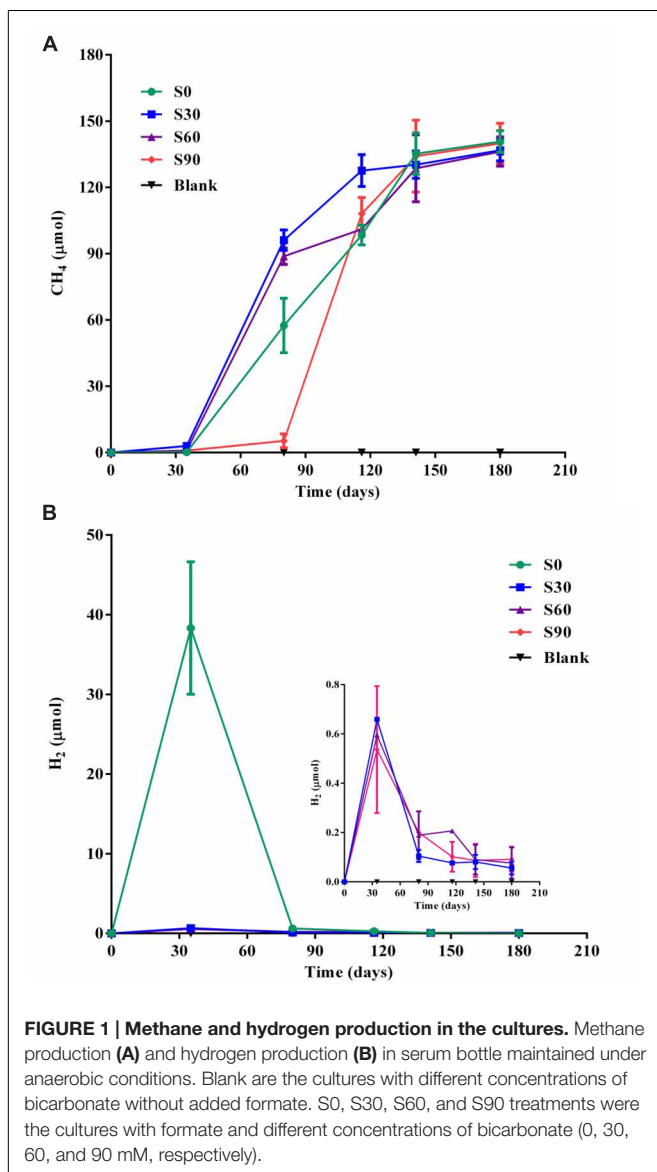 A
180
150
120
90
60
30
0
CH₄ (μmol)
S0
S30
S60
S90
Blank
0 30 60 90 120 150 180 210
Time (days)
B
50
40
30
20
10
0
H₂ (μmol)
S0
S30
S60
S90
Blank
0.8
0.6
0.4
0.2
0.0
H₂ (μmol)
0 30 60 90 120 150 180 210
Time (days)
0 30 60 90 120 150 180 210
Time (days)
FIGURE 1 | Methane and hydrogen production in the cultures. Methane
production (A) and hydrogen production (B) in serum bottle maintained under
anaerobic conditions. Blank are the cultures with different concentrations of
bicarbonate without added formate. S0, S30, S60, and S90 treatments were
the cultures with formate and different concentrations of bicarbonate (0, 30,
60, and 90 mM, respectively).